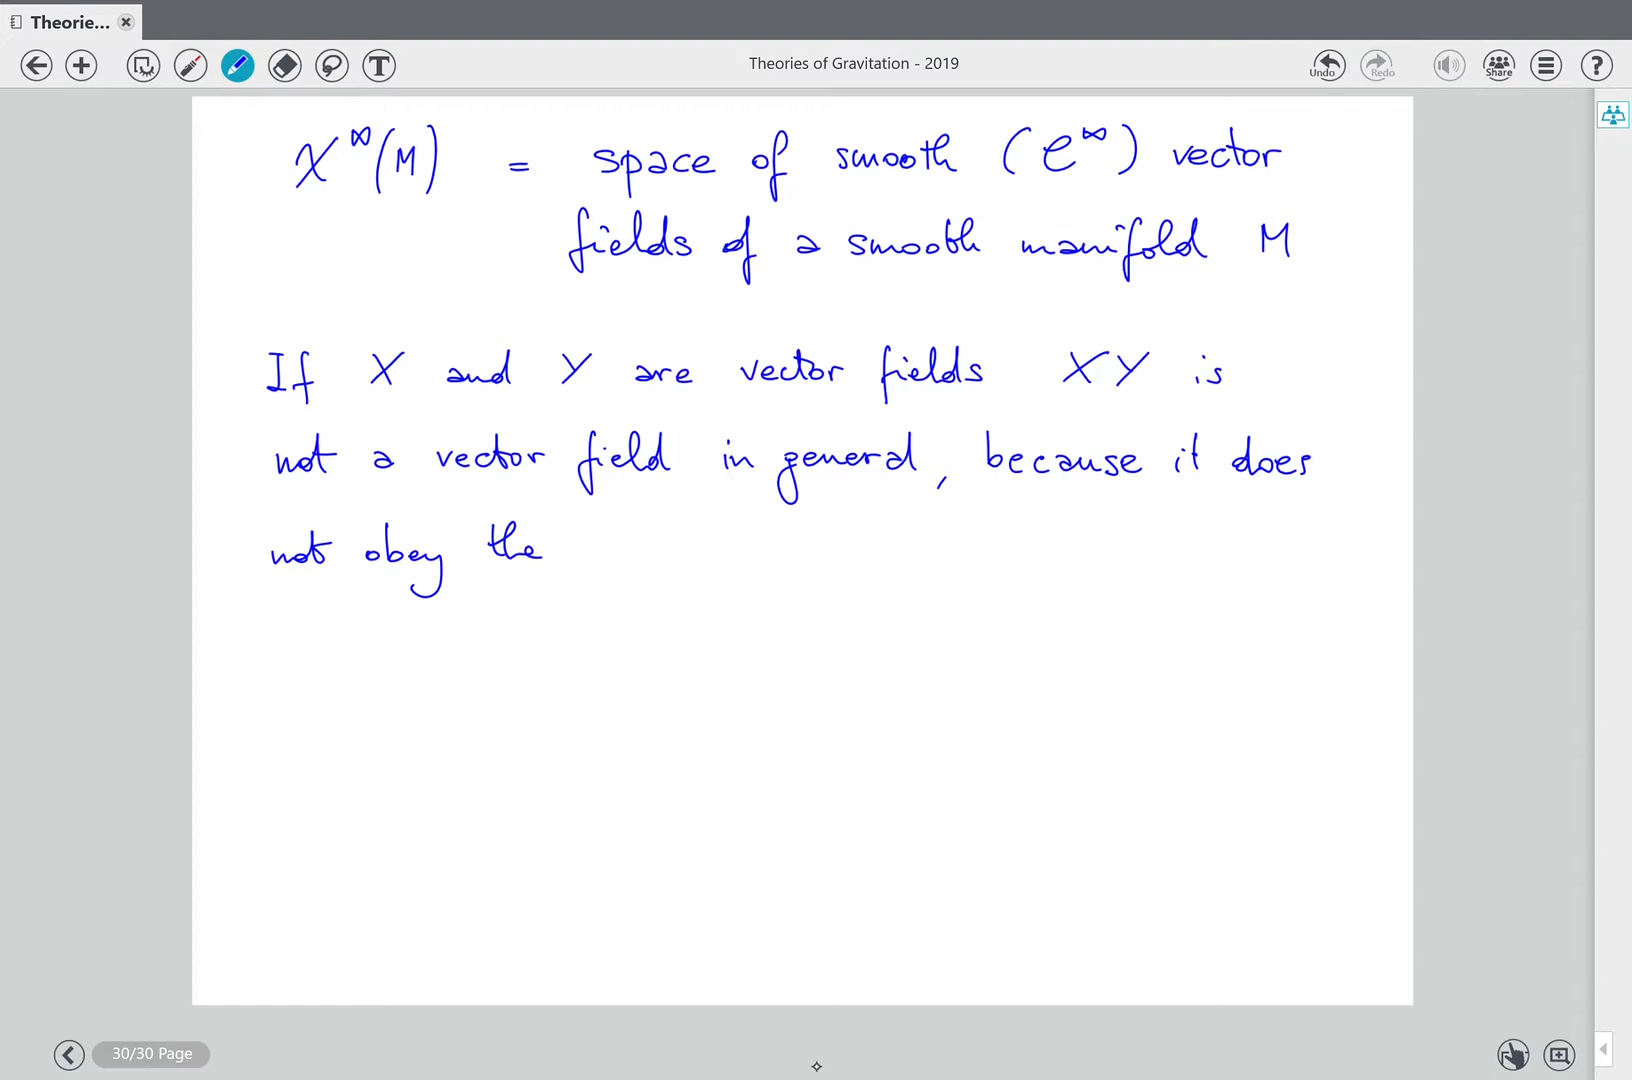 Theorie...
Theories of Gravitation - 2019
Undo
Redo
Share
?
T
X^∞(M) = space of smooth (C^∞) vector
fields of a smooth manifold M
If X and Y are vector fields XY is
not a vector field in general, because it does
not obey the
30/30 Page